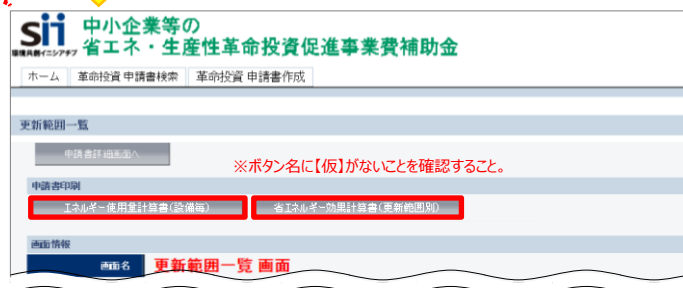 sii 中小企業等の
環境共創イニシアチブ 省エネ・生産性革命投資促進事業費補助金
ホーム 革命投資 申請書検索 革命投資 申請書作成
更新範囲一覧
申請書詳細画面へ
※ボタン名に【仮】がないことを確認すること。
申請書印刷
エネルギー使用量計算書(設備毎) 省エネルギー効果計算書(更新範囲別)
画面情報
画面名 更新範囲一覧 画面